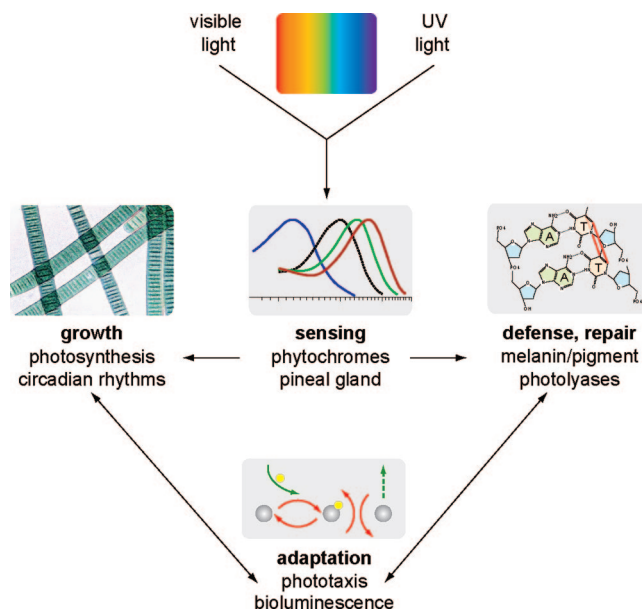 visible
light
UV
light
growth
photosynthesis
circadian rhythms
sensing
phytochromes
pineal gland
defense, repair
melanin/pigment
photolyases
A
T
A
T
adaptation
phototaxis
bioluminescence